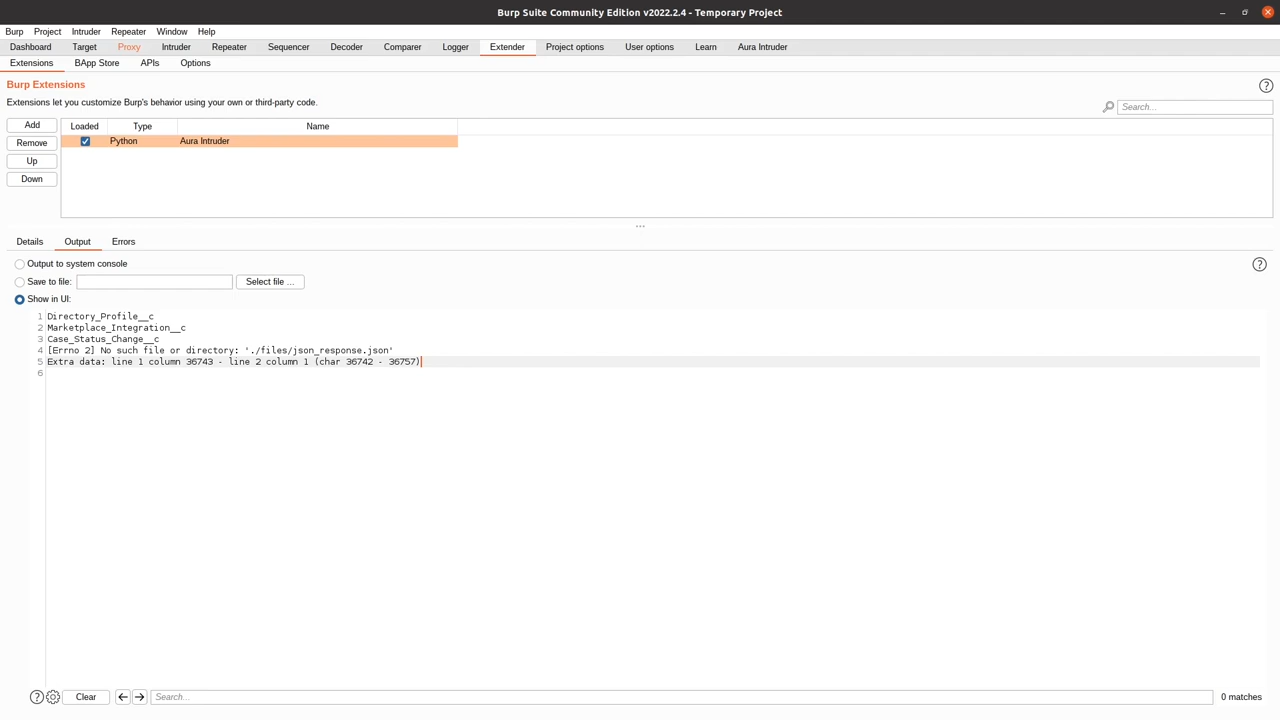 Burp Suite Community Edition v2022.2.4 - Temporary Project
Burp Project Intruder Repeater Window Help
Dashboard Target Proxy Intruder Repeater Sequencer Decoder Comparer Logger Extender Project options User options Learn Aura Intruder
Extensions BApp Store APIs Options
Burp Extensions
Extensions let you customize Burp's behavior using your own or third-party code.
Search...
Add
Remove
Up
Down
Loaded Type Name
Python Aura Intruder
Details Output Errors
Output to system console
Save to file: Select file ...
Show in UI:
1 Directory_Profile__c
2 Marketplace_Integration__c
3 Case_Status_Change__c
4 [Errno 2] No such file or directory: './files/json_response.json'
5 Extra data: line 1 column 36743 - line 2 column 1 (char 36742 - 36757)
6
Clear Search... 0 matches